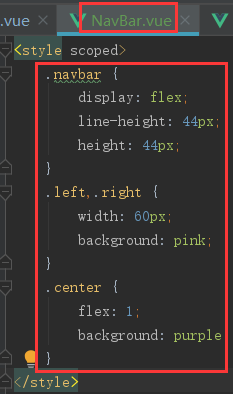 .vue
NavBar.vue
<style scoped>
.navbar {
display: flex;
line-height: 44px;
height: 44px;
}
.left,.right {
width: 60px;
background: pink;
}
.center {
flex: 1;
background: purple
}
</style>